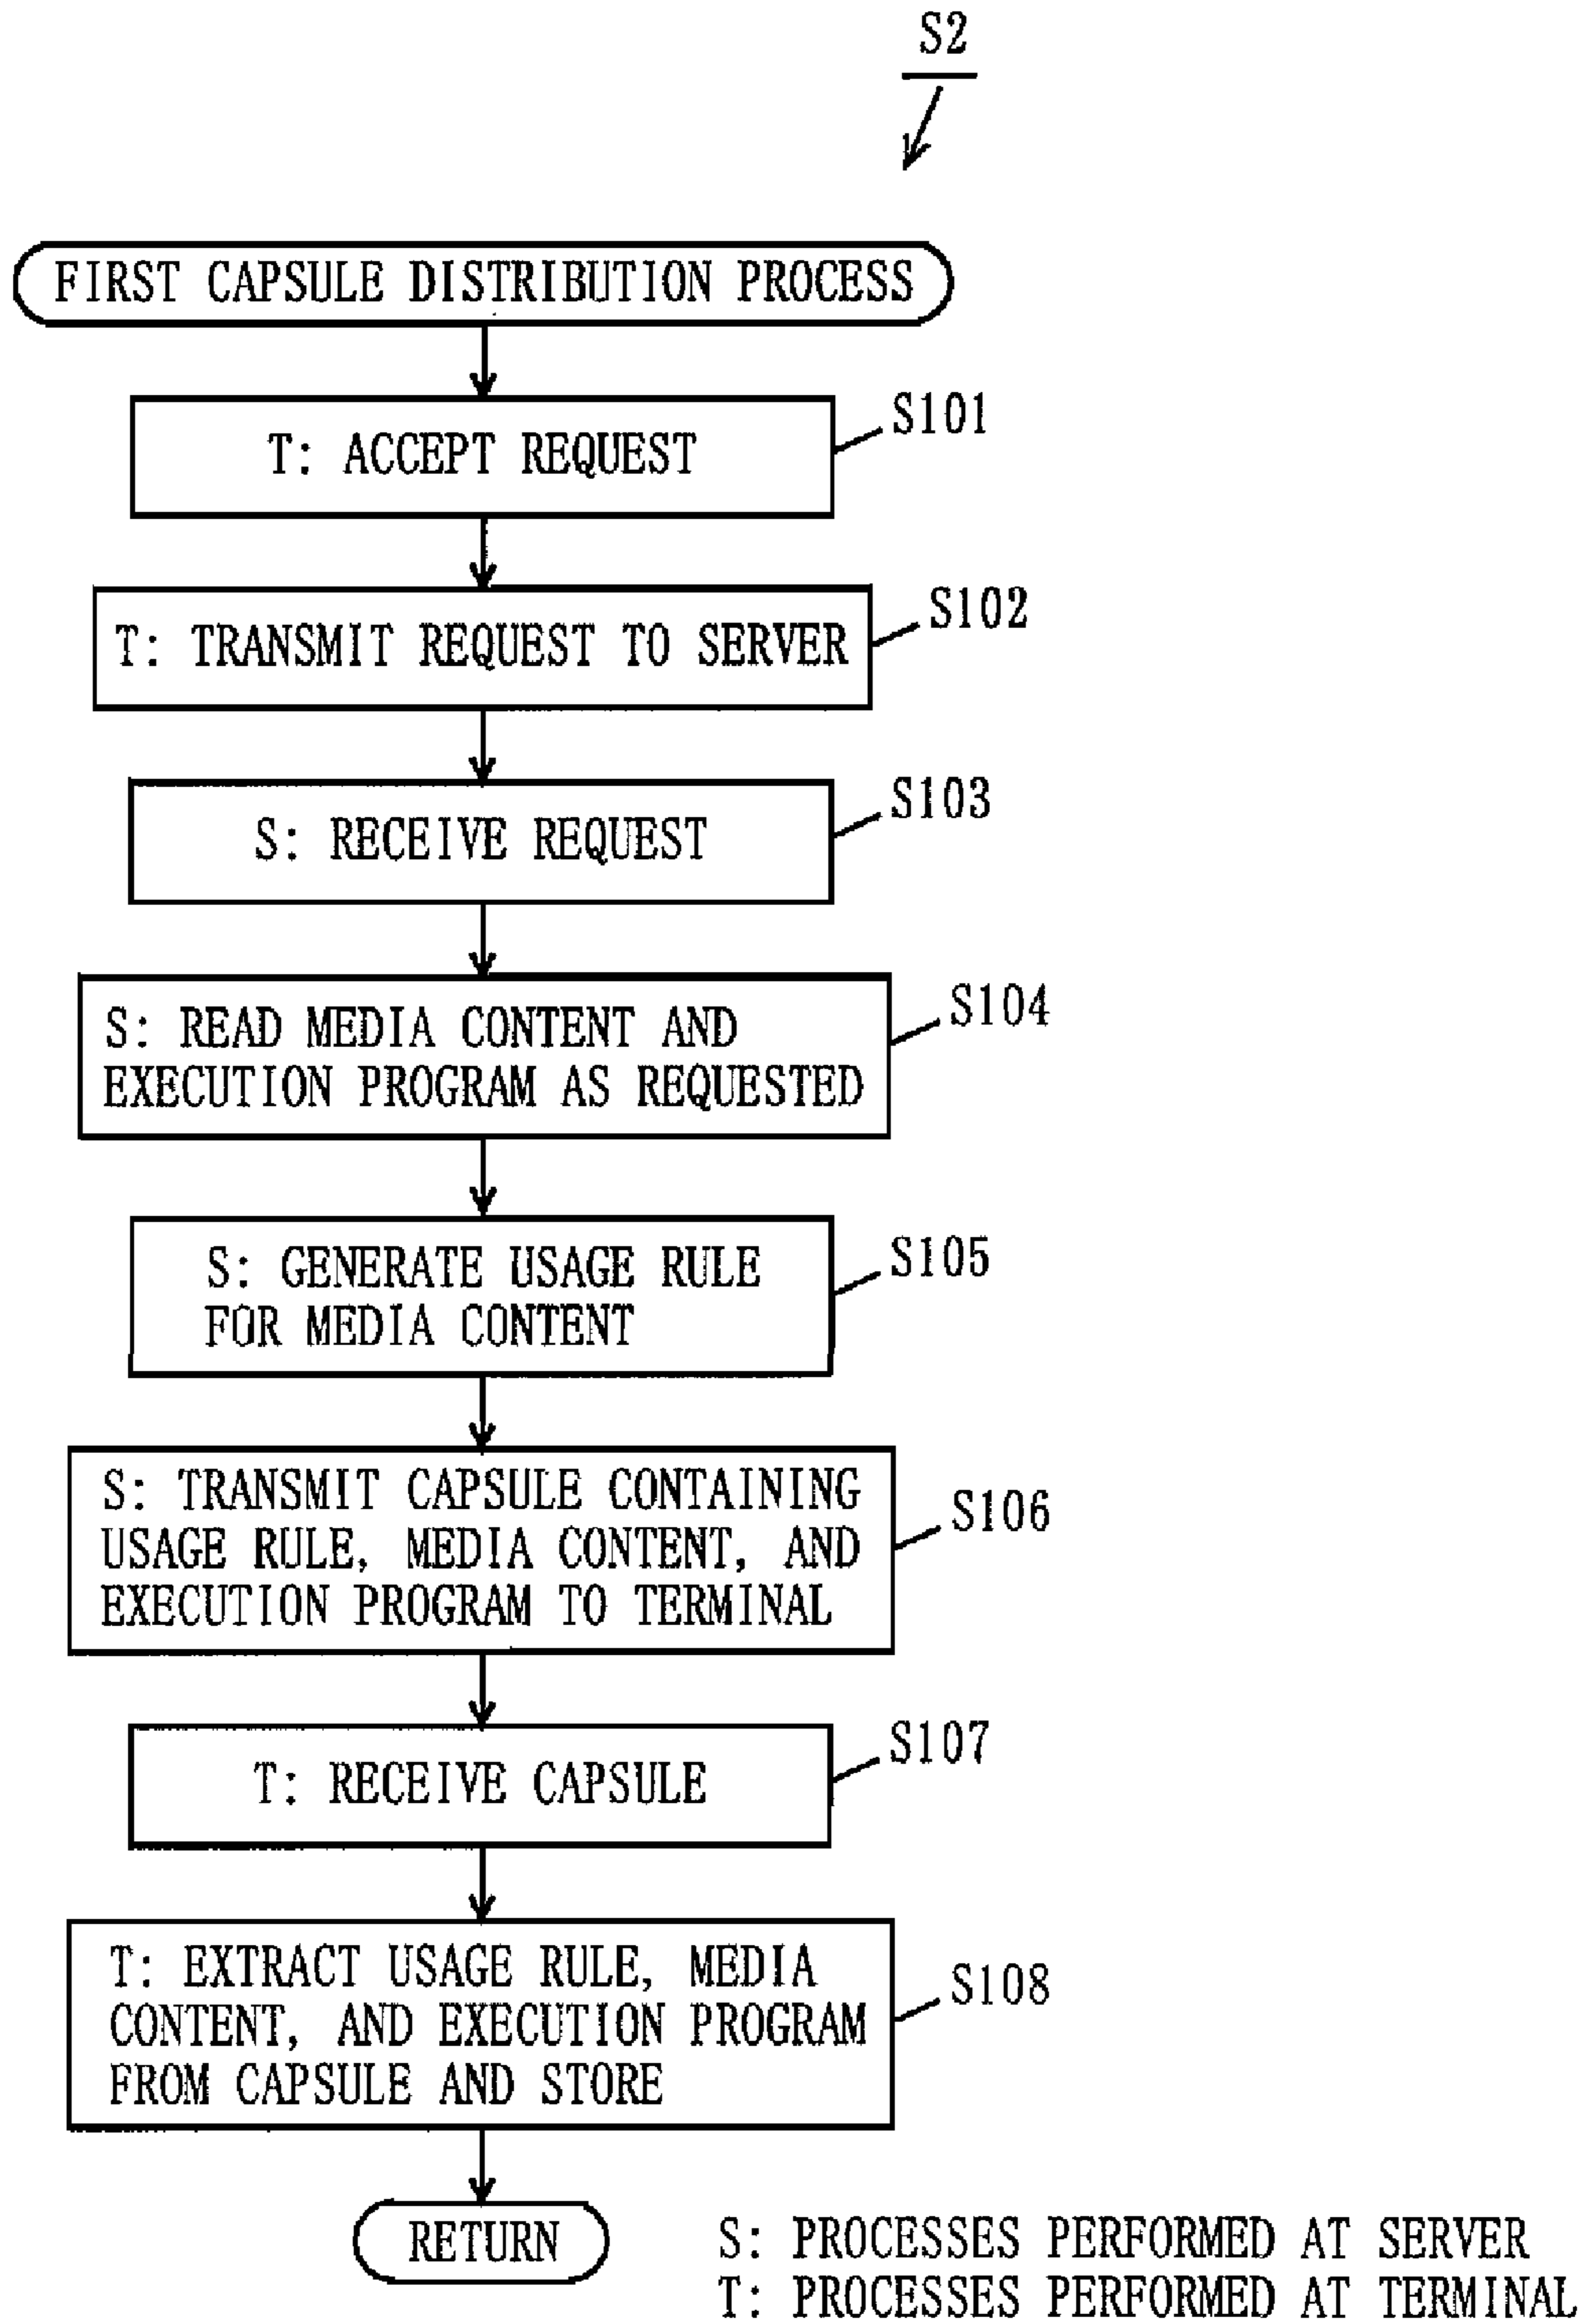 S2
FIRST CAPSULE DISTRIBUTION PROCESS
T: ACCEPT REQUEST
S101
T: TRANSMIT REQUEST TO SERVER
S102
S: RECEIVE REQUEST
S103
S: READ MEDIA CONTENT AND
EXECUTION PROGRAM AS REQUESTED
S104
S: GENERATE USAGE RULE
FOR MEDIA CONTENT
S105
S: TRANSMIT CAPSULE CONTAINING
USAGE RULE, MEDIA CONTENT, AND
EXECUTION PROGRAM TO TERMINAL
S106
T: RECEIVE CAPSULE
S107
T: EXTRACT USAGE RULE, MEDIA
CONTENT, AND EXECUTION PROGRAM
FROM CAPSULE AND STORE
S108
RETURN
S: PROCESSES PERFORMED AT SERVER
T: PROCESSES PERFORMED AT TERMINAL